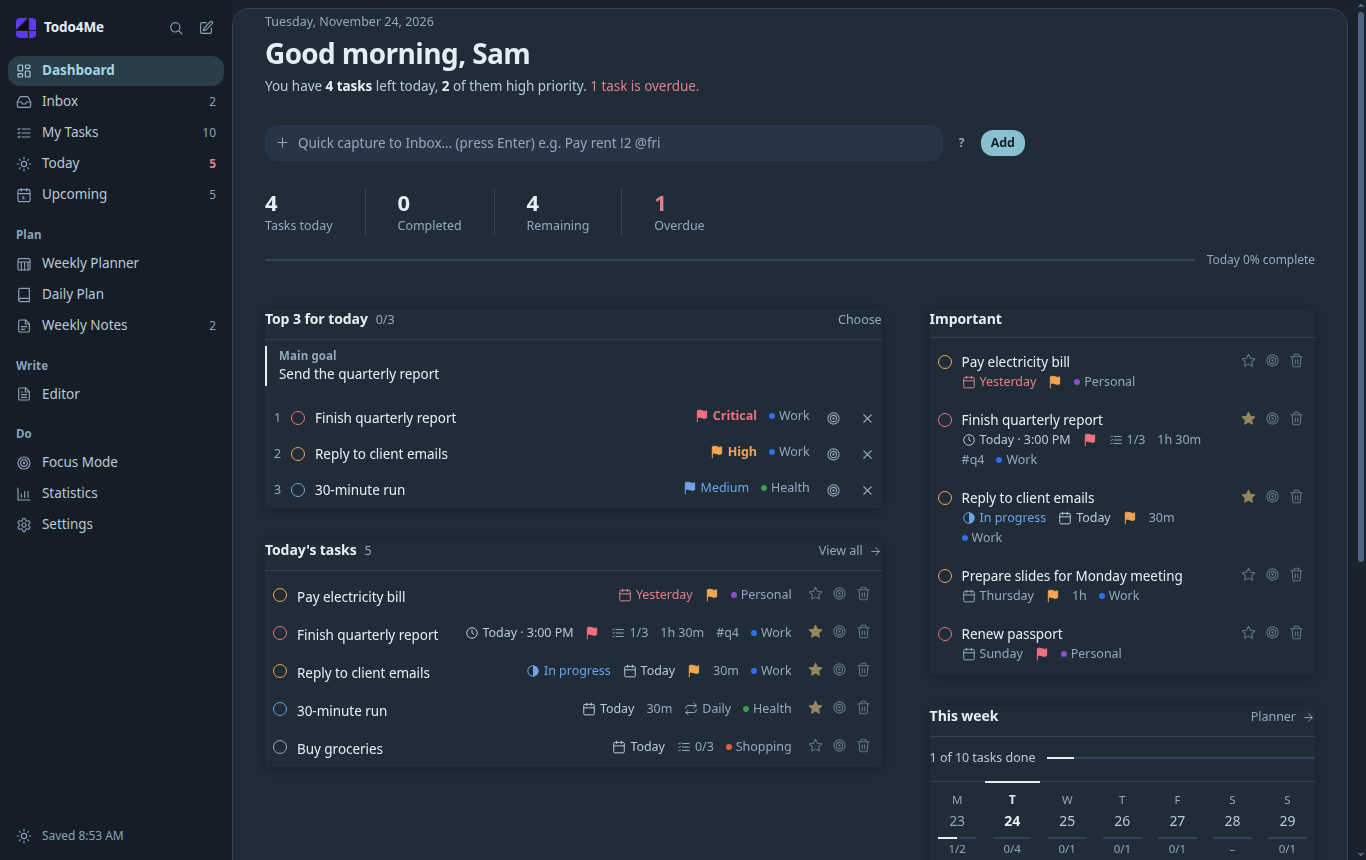 Todo4Me
Dashboard
Inbox 2
My Tasks 10
Today 5
Upcoming 5
Plan
Weekly Planner
Daily Plan
Weekly Notes 2
Write
Editor
Do
Focus Mode
Statistics
Settings
Saved 8:53 AM
Tuesday, November 24, 2026
Good morning, Sam
You have 4 tasks left today, 2 of them high priority. 1 task is overdue.
+ Quick capture to Inbox... (press Enter) e.g. Pay rent !2 @fri ? Add
4 0 4 1
Tasks today Completed Remaining Overdue
Today 0% complete
Top 3 for today 0/3 Choose
Main goal
Send the quarterly report
1 Finish quarterly report Critical Work
2 Reply to client emails High Work
3 30-minute run Medium Health
Today's tasks 5 View all →
Pay electricity bill Yesterday Personal
Finish quarterly report Today · 3:00 PM 1/3 1h 30m #q4 Work
Reply to client emails In progress Today 30m Work
30-minute run Today 30m Daily Health
Buy groceries Today 0/3 Shopping
Important
Pay electricity bill
Yesterday Personal
Finish quarterly report
Today · 3:00 PM 1/3 1h 30m
#q4 Work
Reply to client emails
In progress Today 30m
Work
Prepare slides for Monday meeting
Thursday 1h Work
Renew passport
Sunday Personal
This week Planner →
1 of 10 tasks done
M T W T F S S
23 24 25 26 27 28 29
1/2 0/4 0/1 0/1 0/1 – 0/1